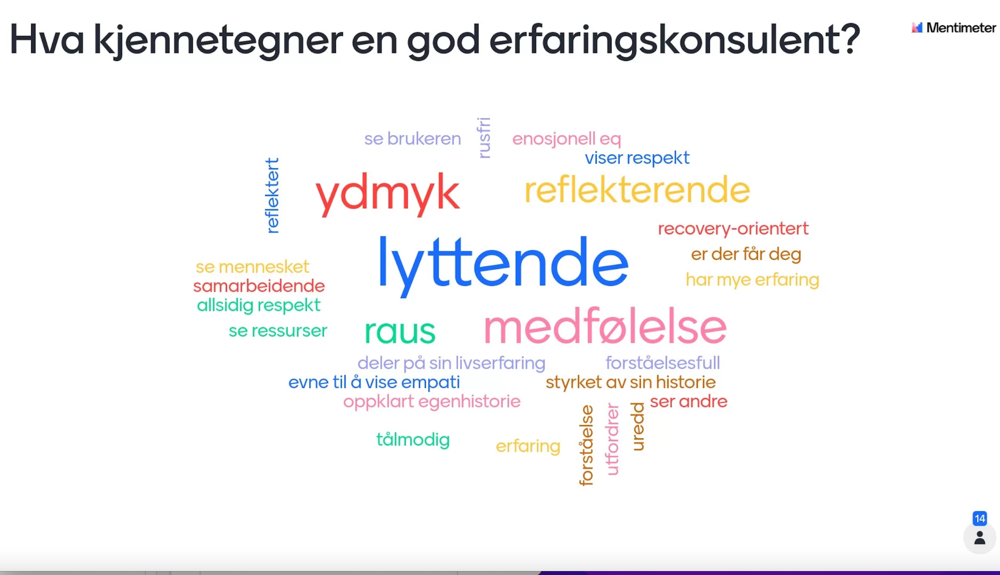 Hva kjennetegner en god erfaringskonsulent?
Mentimeter
se brukeren
rusfri
enosjonell eq
viser respekt
reflektert
ydmyk
reflekterende
recovery-orientert
lyttende
er der får deg
se mennesket
har mye erfaring
samarbeidende
allsidig respekt
se ressurser
raus
medfølelse
deler på sin livserfaring
forståelsesfull
evne til å vise empati
styrket av sin historie
oppklart egenhistorie
ser andre
forståelse
utfordrer
uredd
tålmodig
erfaring
14